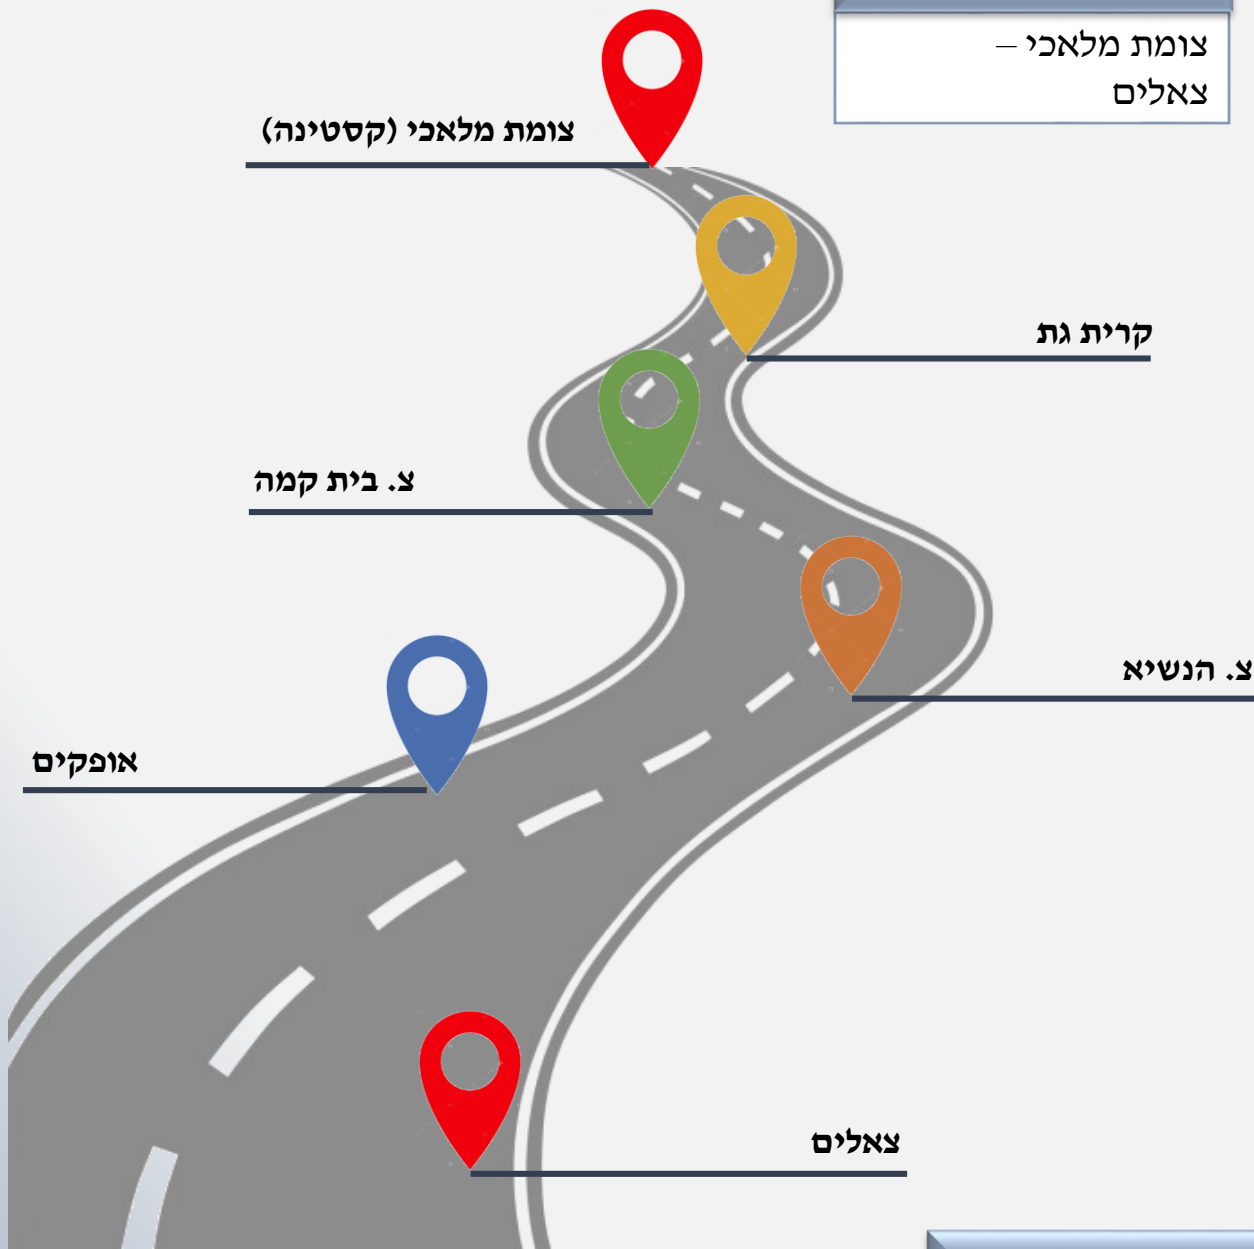 צומת מלאכי –
צאלים
צומת מלאכי (קסטינה)
קרית גת
צ. בית קמה
צ. הנשיא
אופקים
צאלים